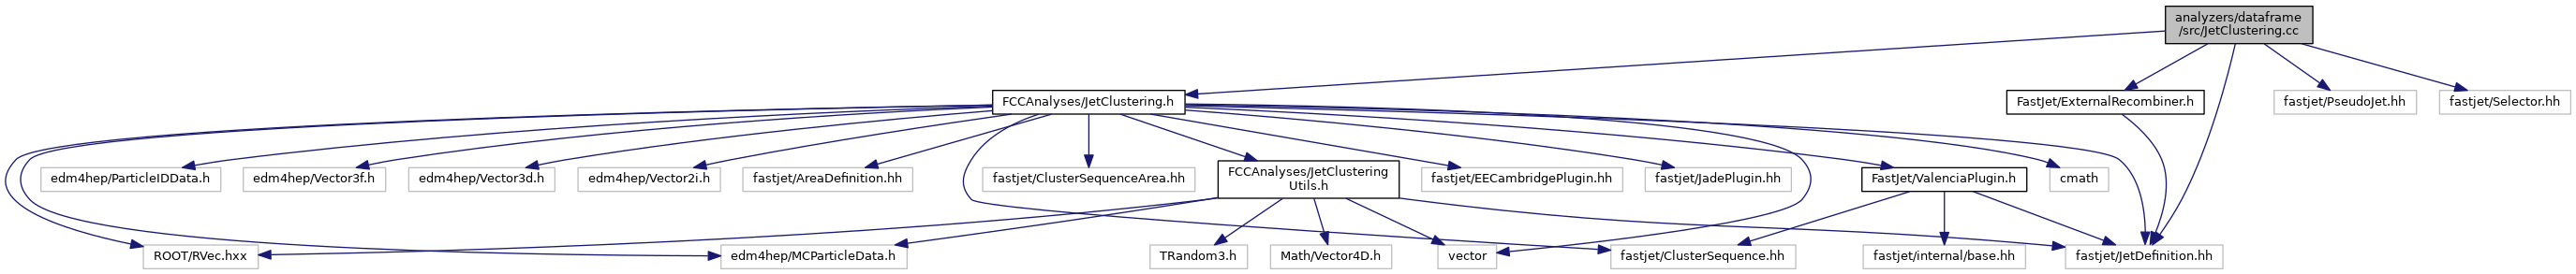 analyzers/dataframe
/src/JetClustering.cc
FCCAnalyses/JetClustering.h
FastJet/ExternalRecombiner.h
fastjet/PseudoJet.hh
fastjet/Selector.hh
edm4hep/ParticleIDData.h
edm4hep/Vector3f.h
edm4hep/Vector3d.h
edm4hep/Vector2i.h
fastjet/AreaDefinition.hh
fastjet/ClusterSequenceArea.hh
FCCAnalyses/JetClustering
Utils.h
fastjet/EECambridgePlugin.hh
fastjet/JadePlugin.hh
FastJet/ValenciaPlugin.h
cmath
ROOT/RVec.hxx
edm4hep/MCParticleData.h
TRandom3.h
Math/Vector4D.h
vector
fastjet/ClusterSequence.hh
fastjet/internal/base.hh
fastjet/JetDefinition.hh